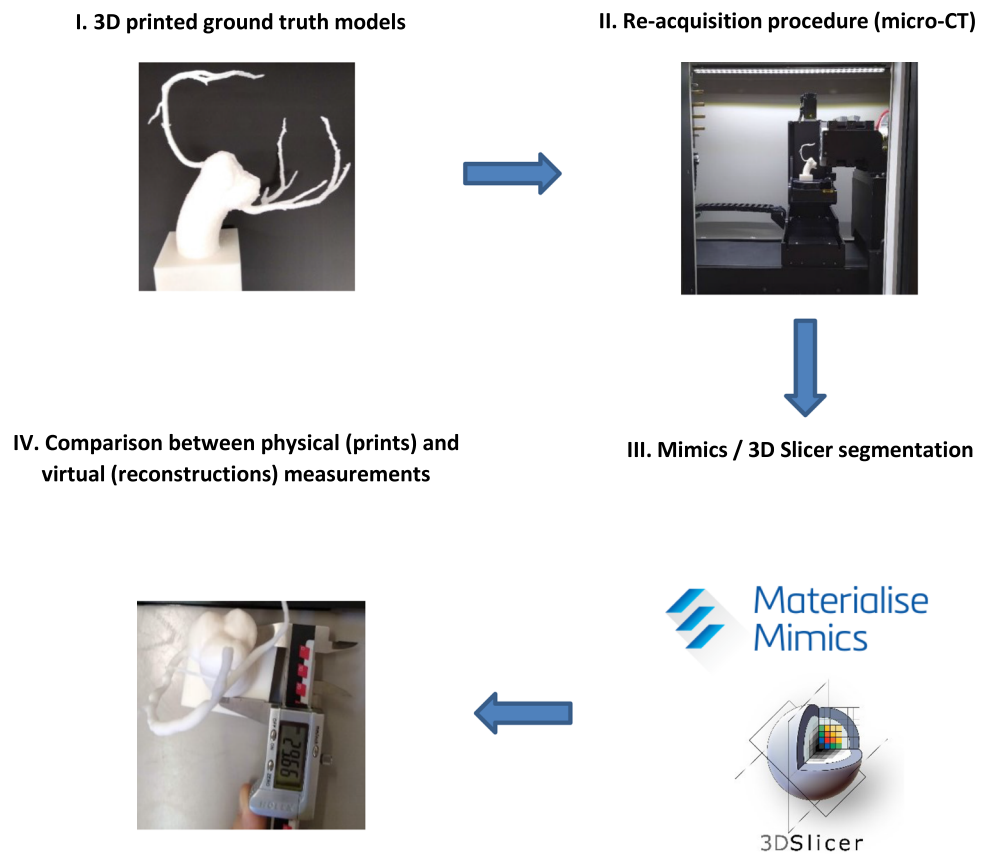 I. 3D printed ground truth models
II. Re-acquisition procedure (micro-CT)
III. Mimics / 3D Slicer segmentation
Materialise
Mimics
3DSlicer
IV. Comparison between physical (prints) and
virtual (reconstructions) measurements